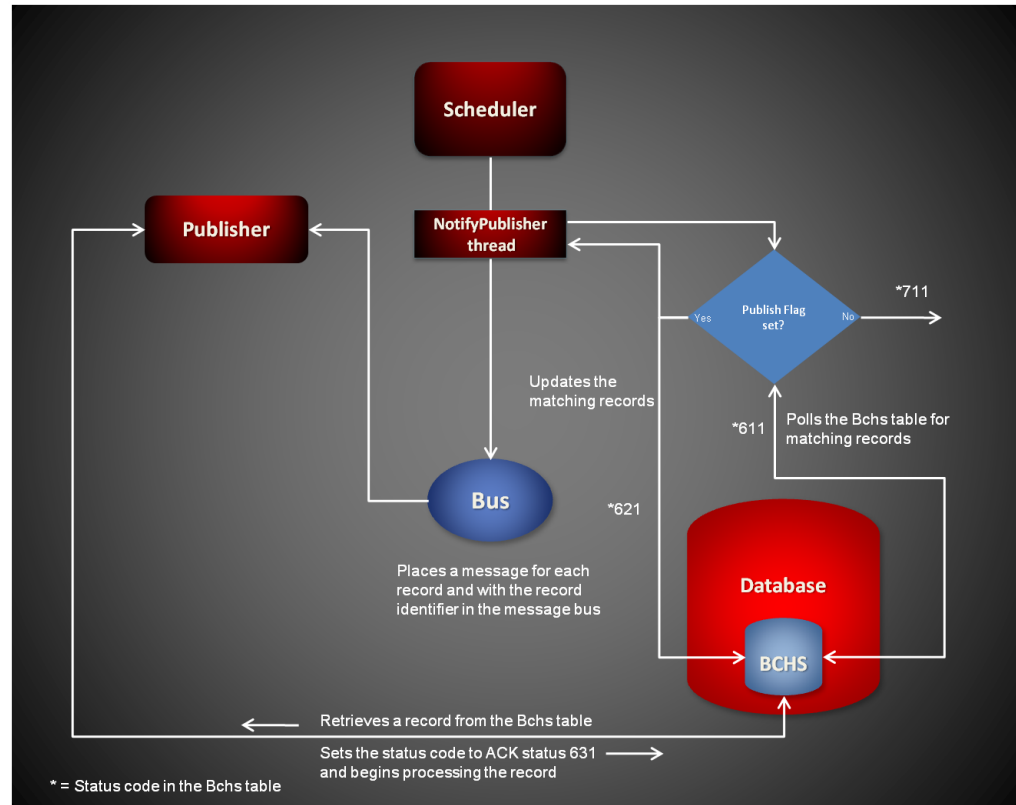 Scheduler
Publisher
NotifyPublisher
thread
*711
Publish Flag
set?
Yes
No
Updates the
matching records
*611
Polls the Bchs table for
matching records
Bus
*621
Places a message for each
record and with the record
identifier in the message bus
Database
BCHS
Retrieves a record from the Bchs table
Sets the status code to ACK status 631
and begins processing the record
* = Status code in the Bchs table